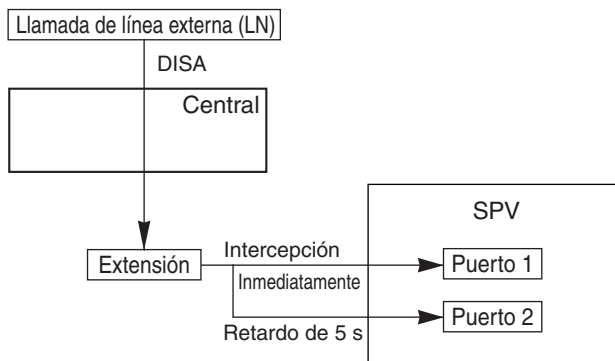 Llamada de línea externa (LN)
DISA
Central
SPV
Extensión
Intercepción
Inmediatamente
Puerto 1
Retardo de 5 s
Puerto 2